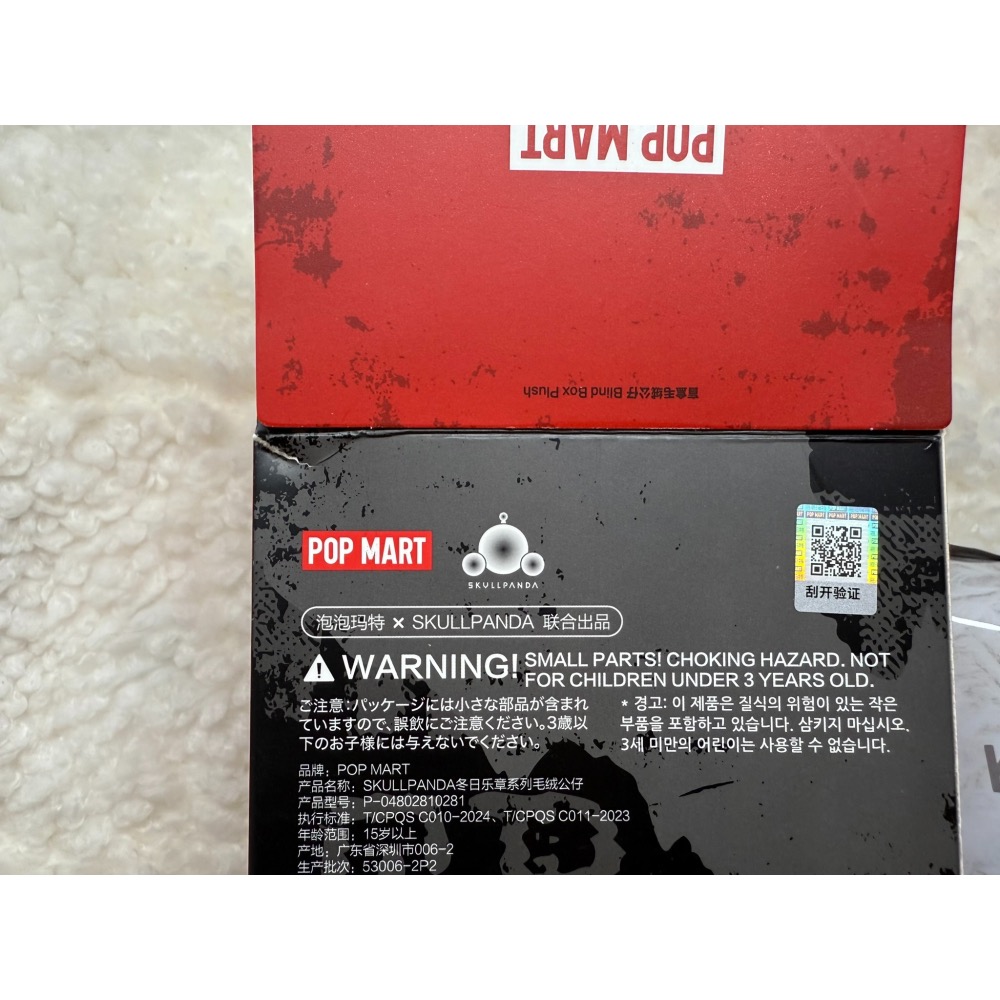 POP MART
盲盒毛绒公仔 Blind Box Plush
POP MART
SKULLPANDA
POP MART POP MART POP MART
刮开验证
泡泡玛特 × SKULLPANDA 联合出品
WARNING! SMALL PARTS! CHOKING HAZARD. NOT
FOR CHILDREN UNDER 3 YEARS OLD.
ご注意：パッケージには小さな部品が含まれ
ていますので、誤飲にご注意ください。3歳以
下のお子様には与えないでください。
* 경고: 이 제품은 질식의 위험이 있는 작은
부품을 포함하고 있습니다. 삼키지 마십시오,
3세 미만의 어린이는 사용할 수 없습니다.
品牌：POP MART
产品名称：SKULLPANDA冬日乐章系列毛绒公仔
产品型号：P-04802810281
执行标准：T/CPQS C010-2024、T/CPQS C011-2023
年龄范围：15岁以上
产地：广东省深圳市006-2
生产批次：53006-2P2